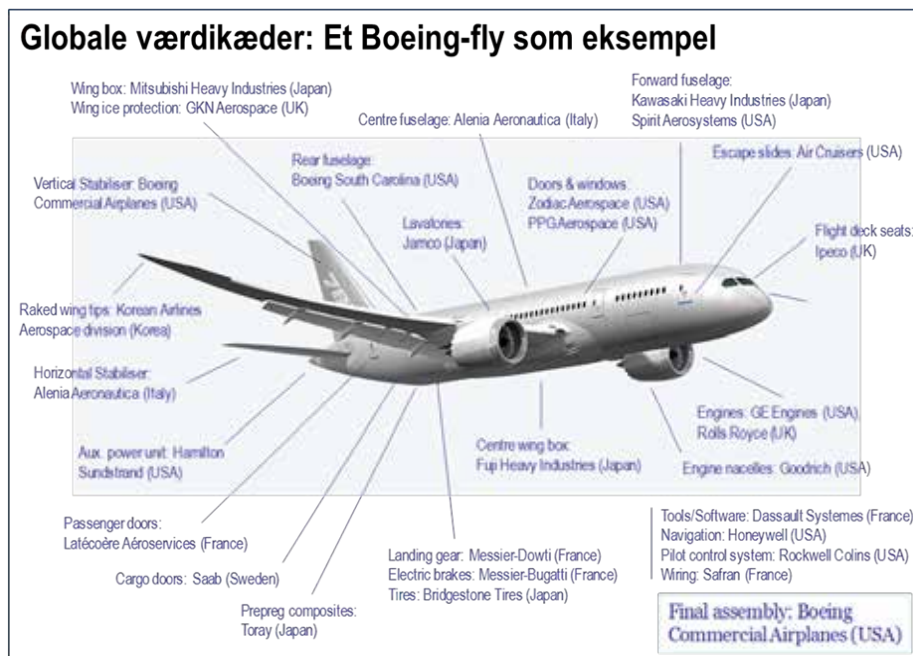 Globale værdikæder: Et Boeing-fly som eksempel
Wing box: Mitsubishi Heavy Industries (Japan)
Wing ice protection: GKN Aerospace (UK)
Centre fuselage: Alenia Aeronautica (Italy)
Forward fuselage:
Kawasaki Heavy Industries (Japan)
Spirit Aerosystems (USA)
Escape slides: Air Cruisers (USA)
Rear fuselage:
Boeing South Carolina (USA)
Doors & windows:
Zodiac Aerospace (USA)
PPG Aerospace (USA)
Vertical Stabiliser: Boeing
Commercial Airplanes (USA)
Lavatories:
Jamco (Japan)
Flight deck seats:
Ipeco (UK)
Raked wing tips: Korean Airlines
Aerospace division (Korea)
Horizontal Stabiliser:
Alenia Aeronautica (Italy)
Engines: GE Engines (USA)
Rolls Royce (UK)
Aux. power unit: Hamilton
Sundstrand (USA)
Centre wing box:
Fuji Heavy Industries (Japan)
Engine nacelles: Goodrich (USA)
Passenger doors:
Latécoère Aéroservices (France)
Cargo doors: Saab (Sweden)
Prepreg composites:
Toray (Japan)
Landing gear: Messier-Dowti (France)
Electric brakes: Messier-Bugatti (France)
Tires: Bridgestone Tires (Japan)
Tools/Software: Dassault Systemes (France)
Navigation: Honeywell (USA)
Pilot control system: Rockwell Colins (USA)
Wiring: Safran (France)
Final assembly: Boeing
Commercial Airplanes (USA)